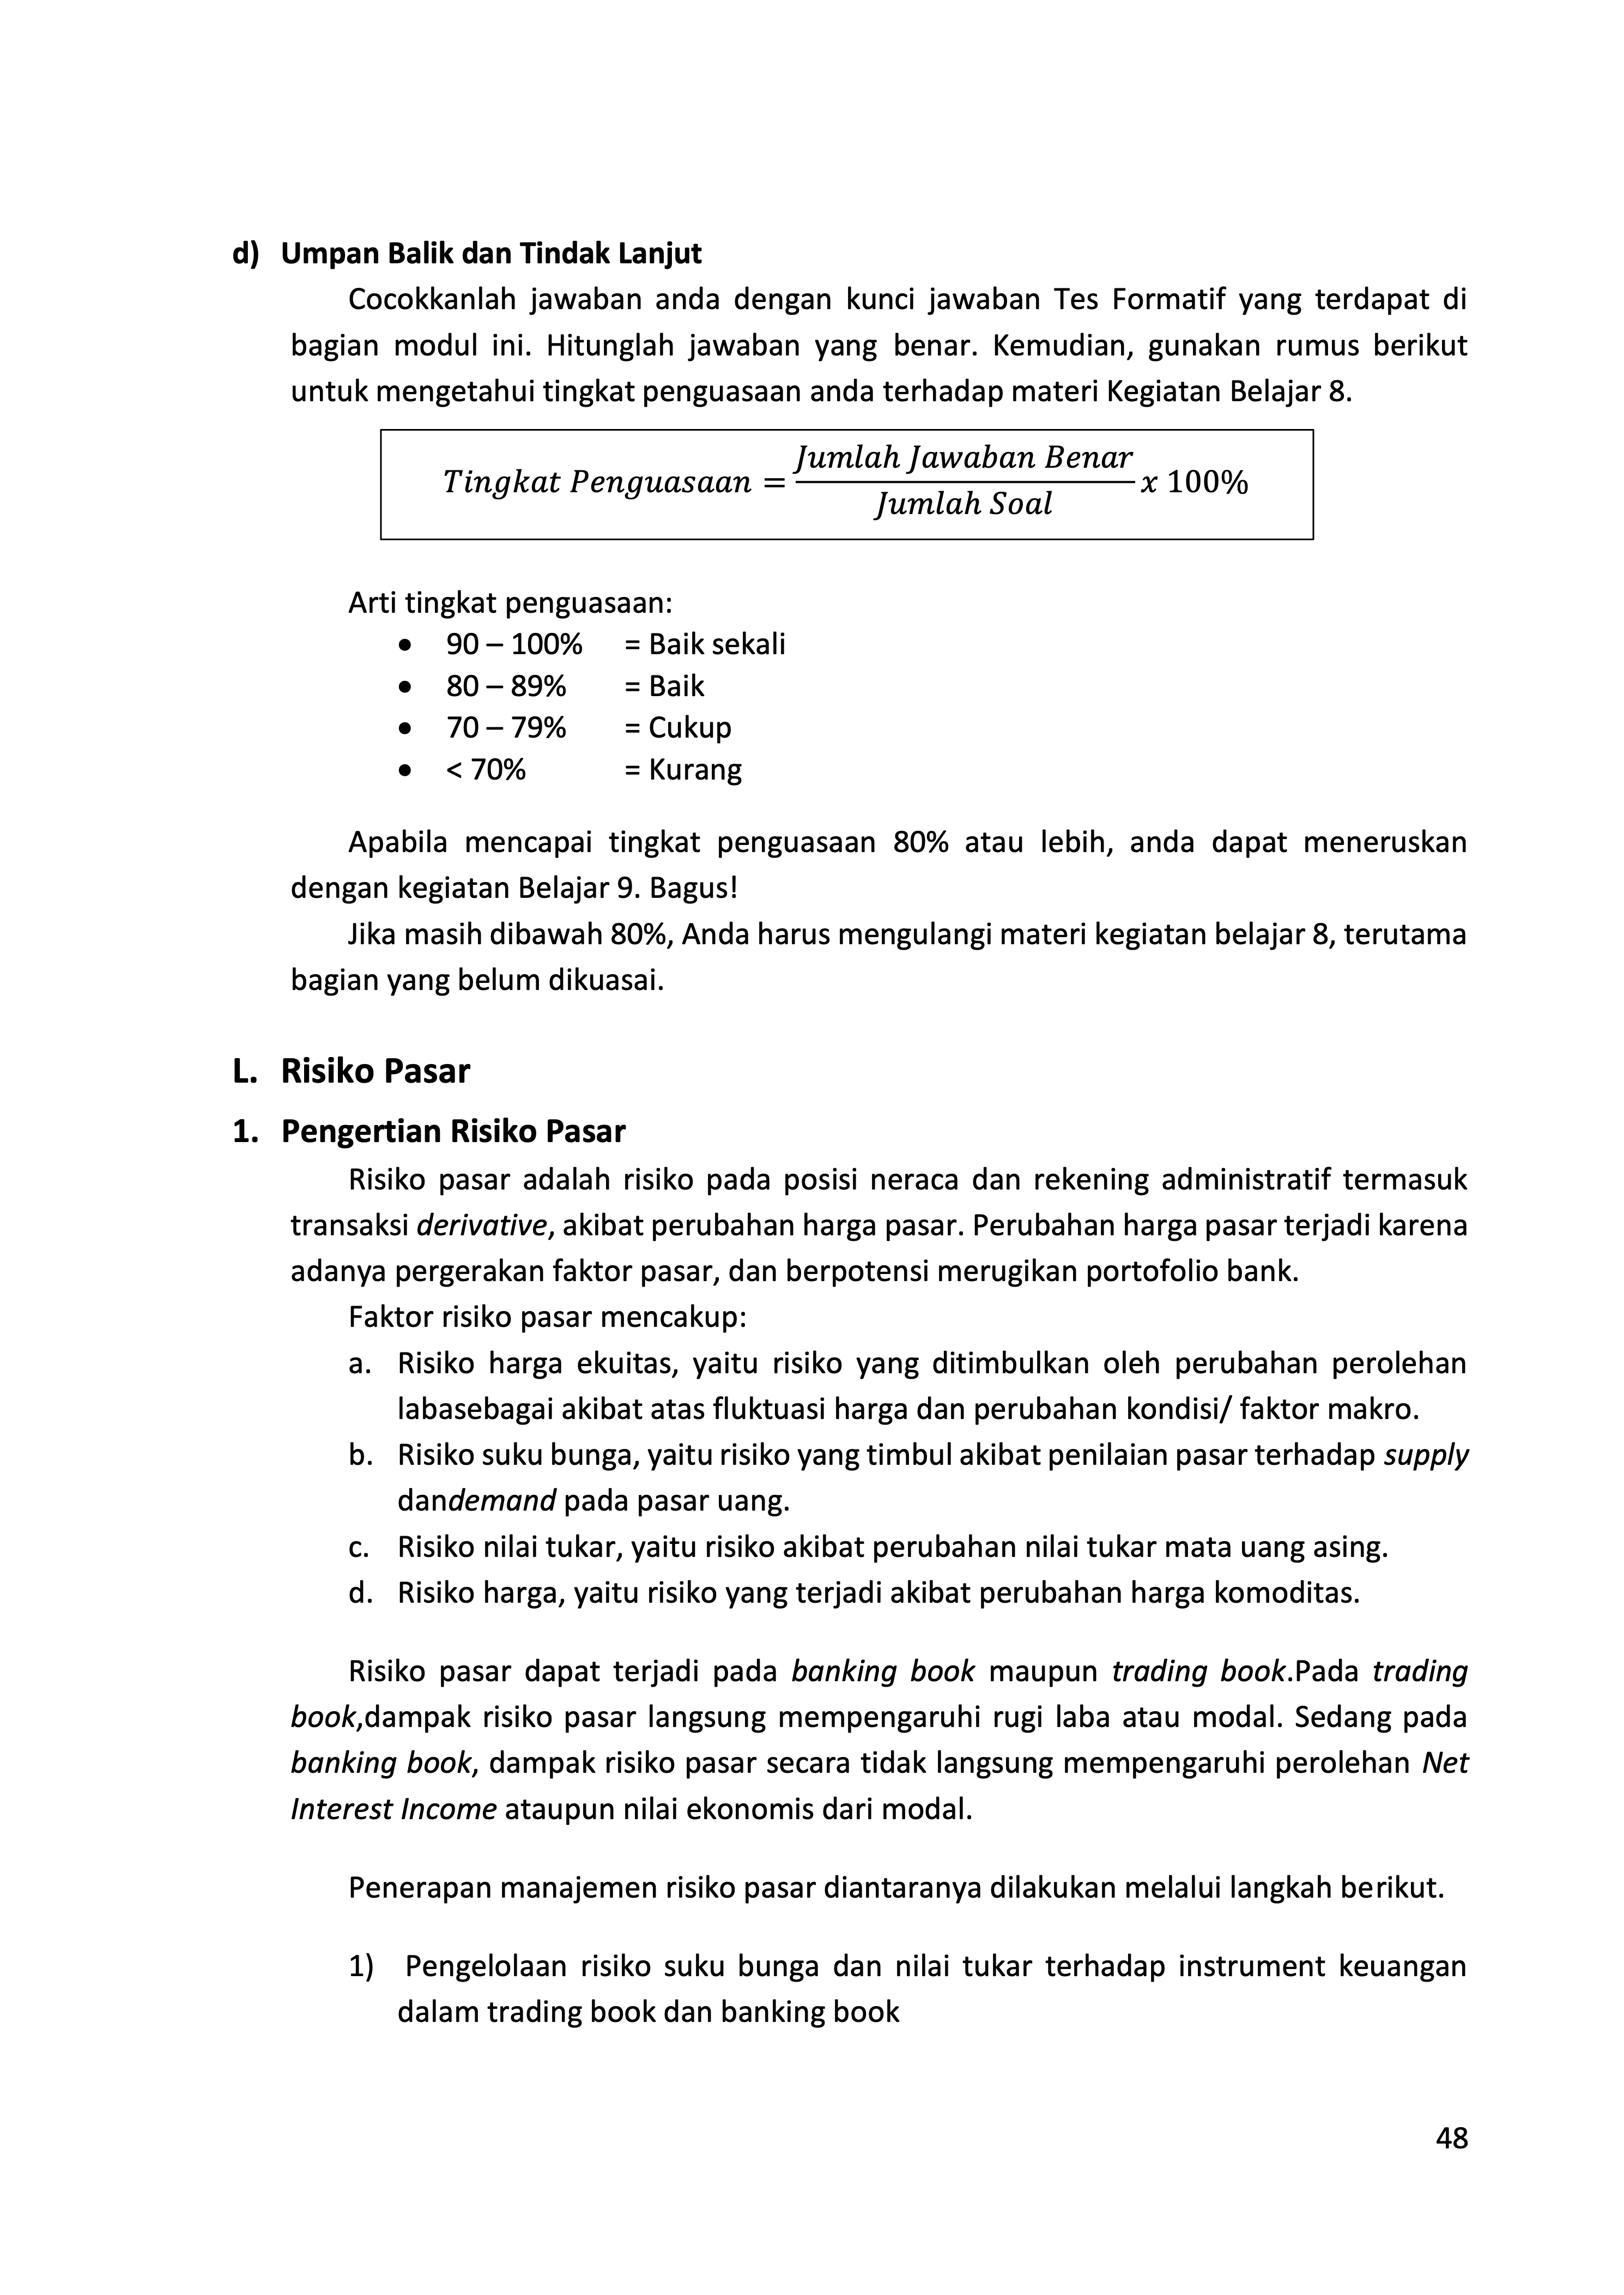 d) Umpan Balik dan Tindak Lanjut
Cocokkanlah jawaban anda dengan kunci jawaban Tes Formatif yang terdapat di
bagian modul ini. Hitunglah jawaban yang benar. Kemudian, gunakan rumus berikut
untuk mengetahui tingkat penguasaan anda terhadap materi Kegiatan Belajar 8.
Jumlah Jawaban Benar
Tingkat Penguasaan = x 100%
Jumlah Soal
Arti tingkat penguasaan:
• 90 – 100% = Baik sekali
• 80 – 89% = Baik
• 70 – 79% = Cukup
• < 70% = Kurang
Apabila mencapai tingkat penguasaan 80% atau lebih, anda dapat meneruskan
dengan kegiatan Belajar 9. Bagus!
Jika masih dibawah 80%, Anda harus mengulangi materi kegiatan belajar 8, terutama
bagian yang belum dikuasai.
L. Risiko Pasar
1. Pengertian Risiko Pasar
Risiko pasar adalah risiko pada posisi neraca dan rekening administratif termasuk
transaksi derivative, akibat perubahan harga pasar. Perubahan harga pasar terjadi karena
adanya pergerakan faktor pasar, dan berpotensi merugikan portofolio bank.
Faktor risiko pasar mencakup:
a. Risiko harga ekuitas, yaitu risiko yang ditimbulkan oleh perubahan perolehan
labasebagai akibat atas fluktuasi harga dan perubahan kondisi/ faktor makro.
b. Risiko suku bunga, yaitu risiko yang timbul akibat penilaian pasar terhadap supply
dandemand pada pasar uang.
c. Risiko nilai tukar, yaitu risiko akibat perubahan nilai tukar mata uang asing.
d. Risiko harga, yaitu risiko yang terjadi akibat perubahan harga komoditas.
Risiko pasar dapat terjadi pada banking book maupun trading book.Pada trading
book,dampak risiko pasar langsung mempengaruhi rugi laba atau modal. Sedang pada
banking book, dampak risiko pasar secara tidak langsung mempengaruhi perolehan Net
Interest Income ataupun nilai ekonomis dari modal.
Penerapan manajemen risiko pasar diantaranya dilakukan melalui langkah berikut.
1) Pengelolaan risiko suku bunga dan nilai tukar terhadap instrument keuangan
dalam trading book dan banking book
48